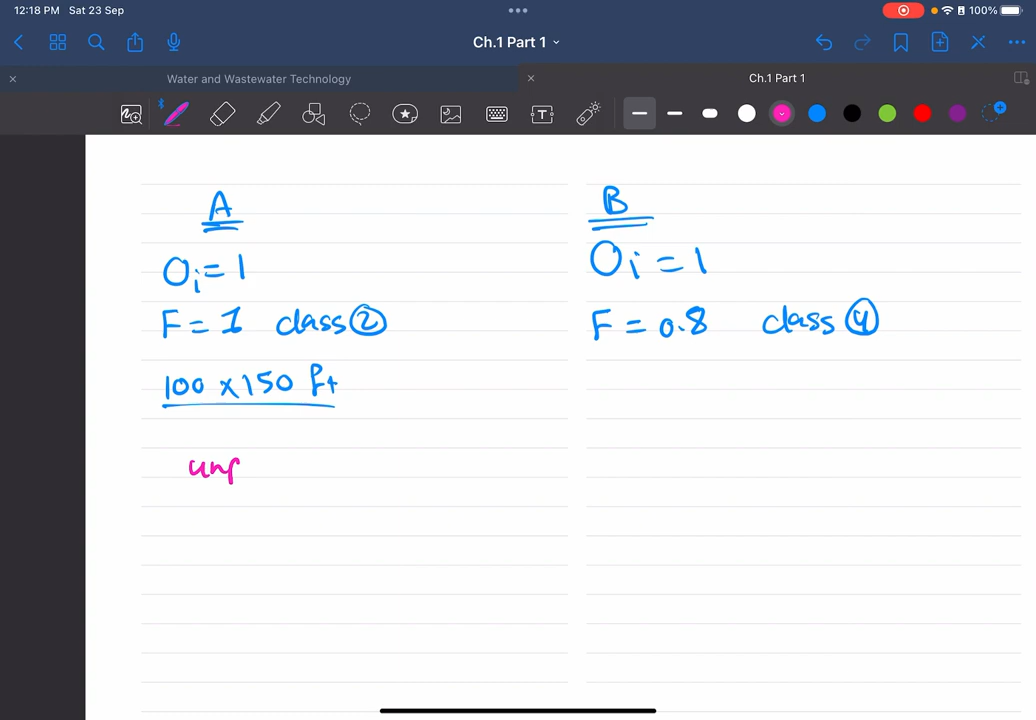 12:18 PM Sat 23 Sep
100%
Ch.1 Part 1
Water and Wastewater Technology
Ch.1 Part 1
A
Oi = 1
F = 1 class 2
100 x 150 ft
unf
B
Oi = 1
F = 0.8 class 4